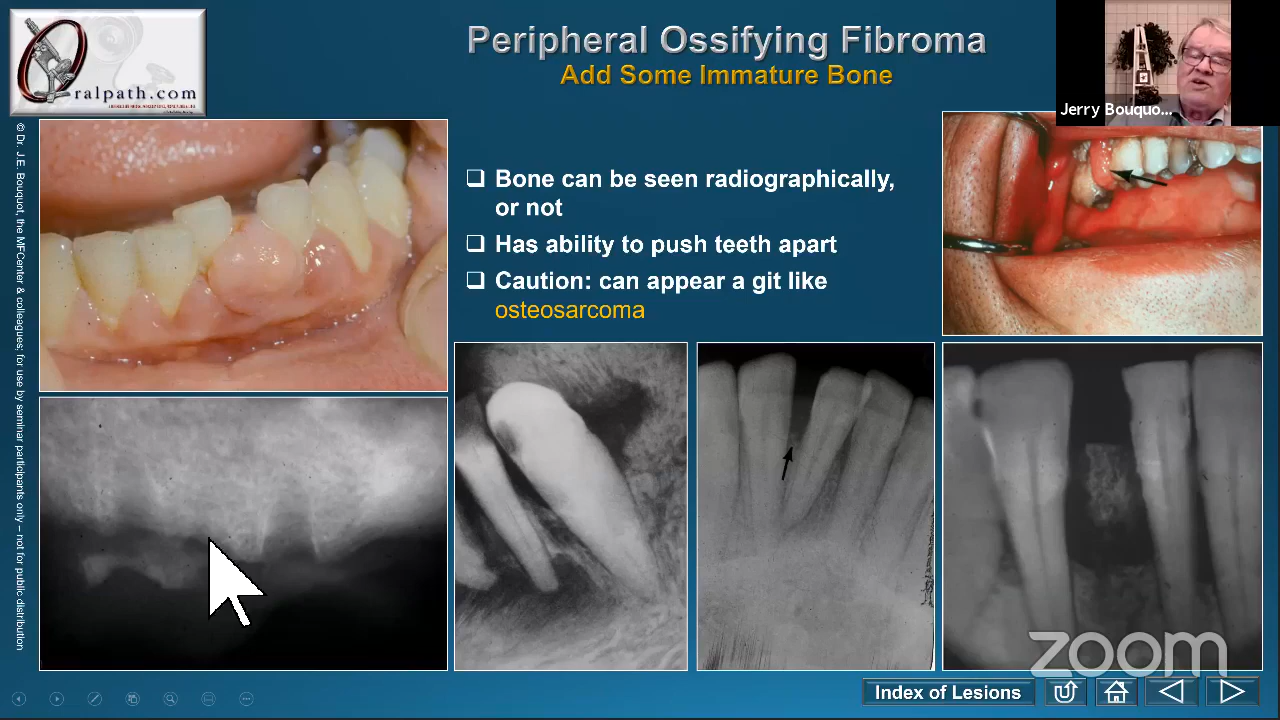 Peripheral Ossifying Fibroma
Add Some Immature Bone
Oralpath.com
Jerry Bouquo...
© Dr. J.E. Bouquot, the MFCenter & colleagues; for use by seminar participants only – not for public distribution
❑ Bone can be seen radiographically,
or not
❑ Has ability to push teeth apart
❑ Caution: can appear a git like
osteosarcoma
zoom
Index of Lesions